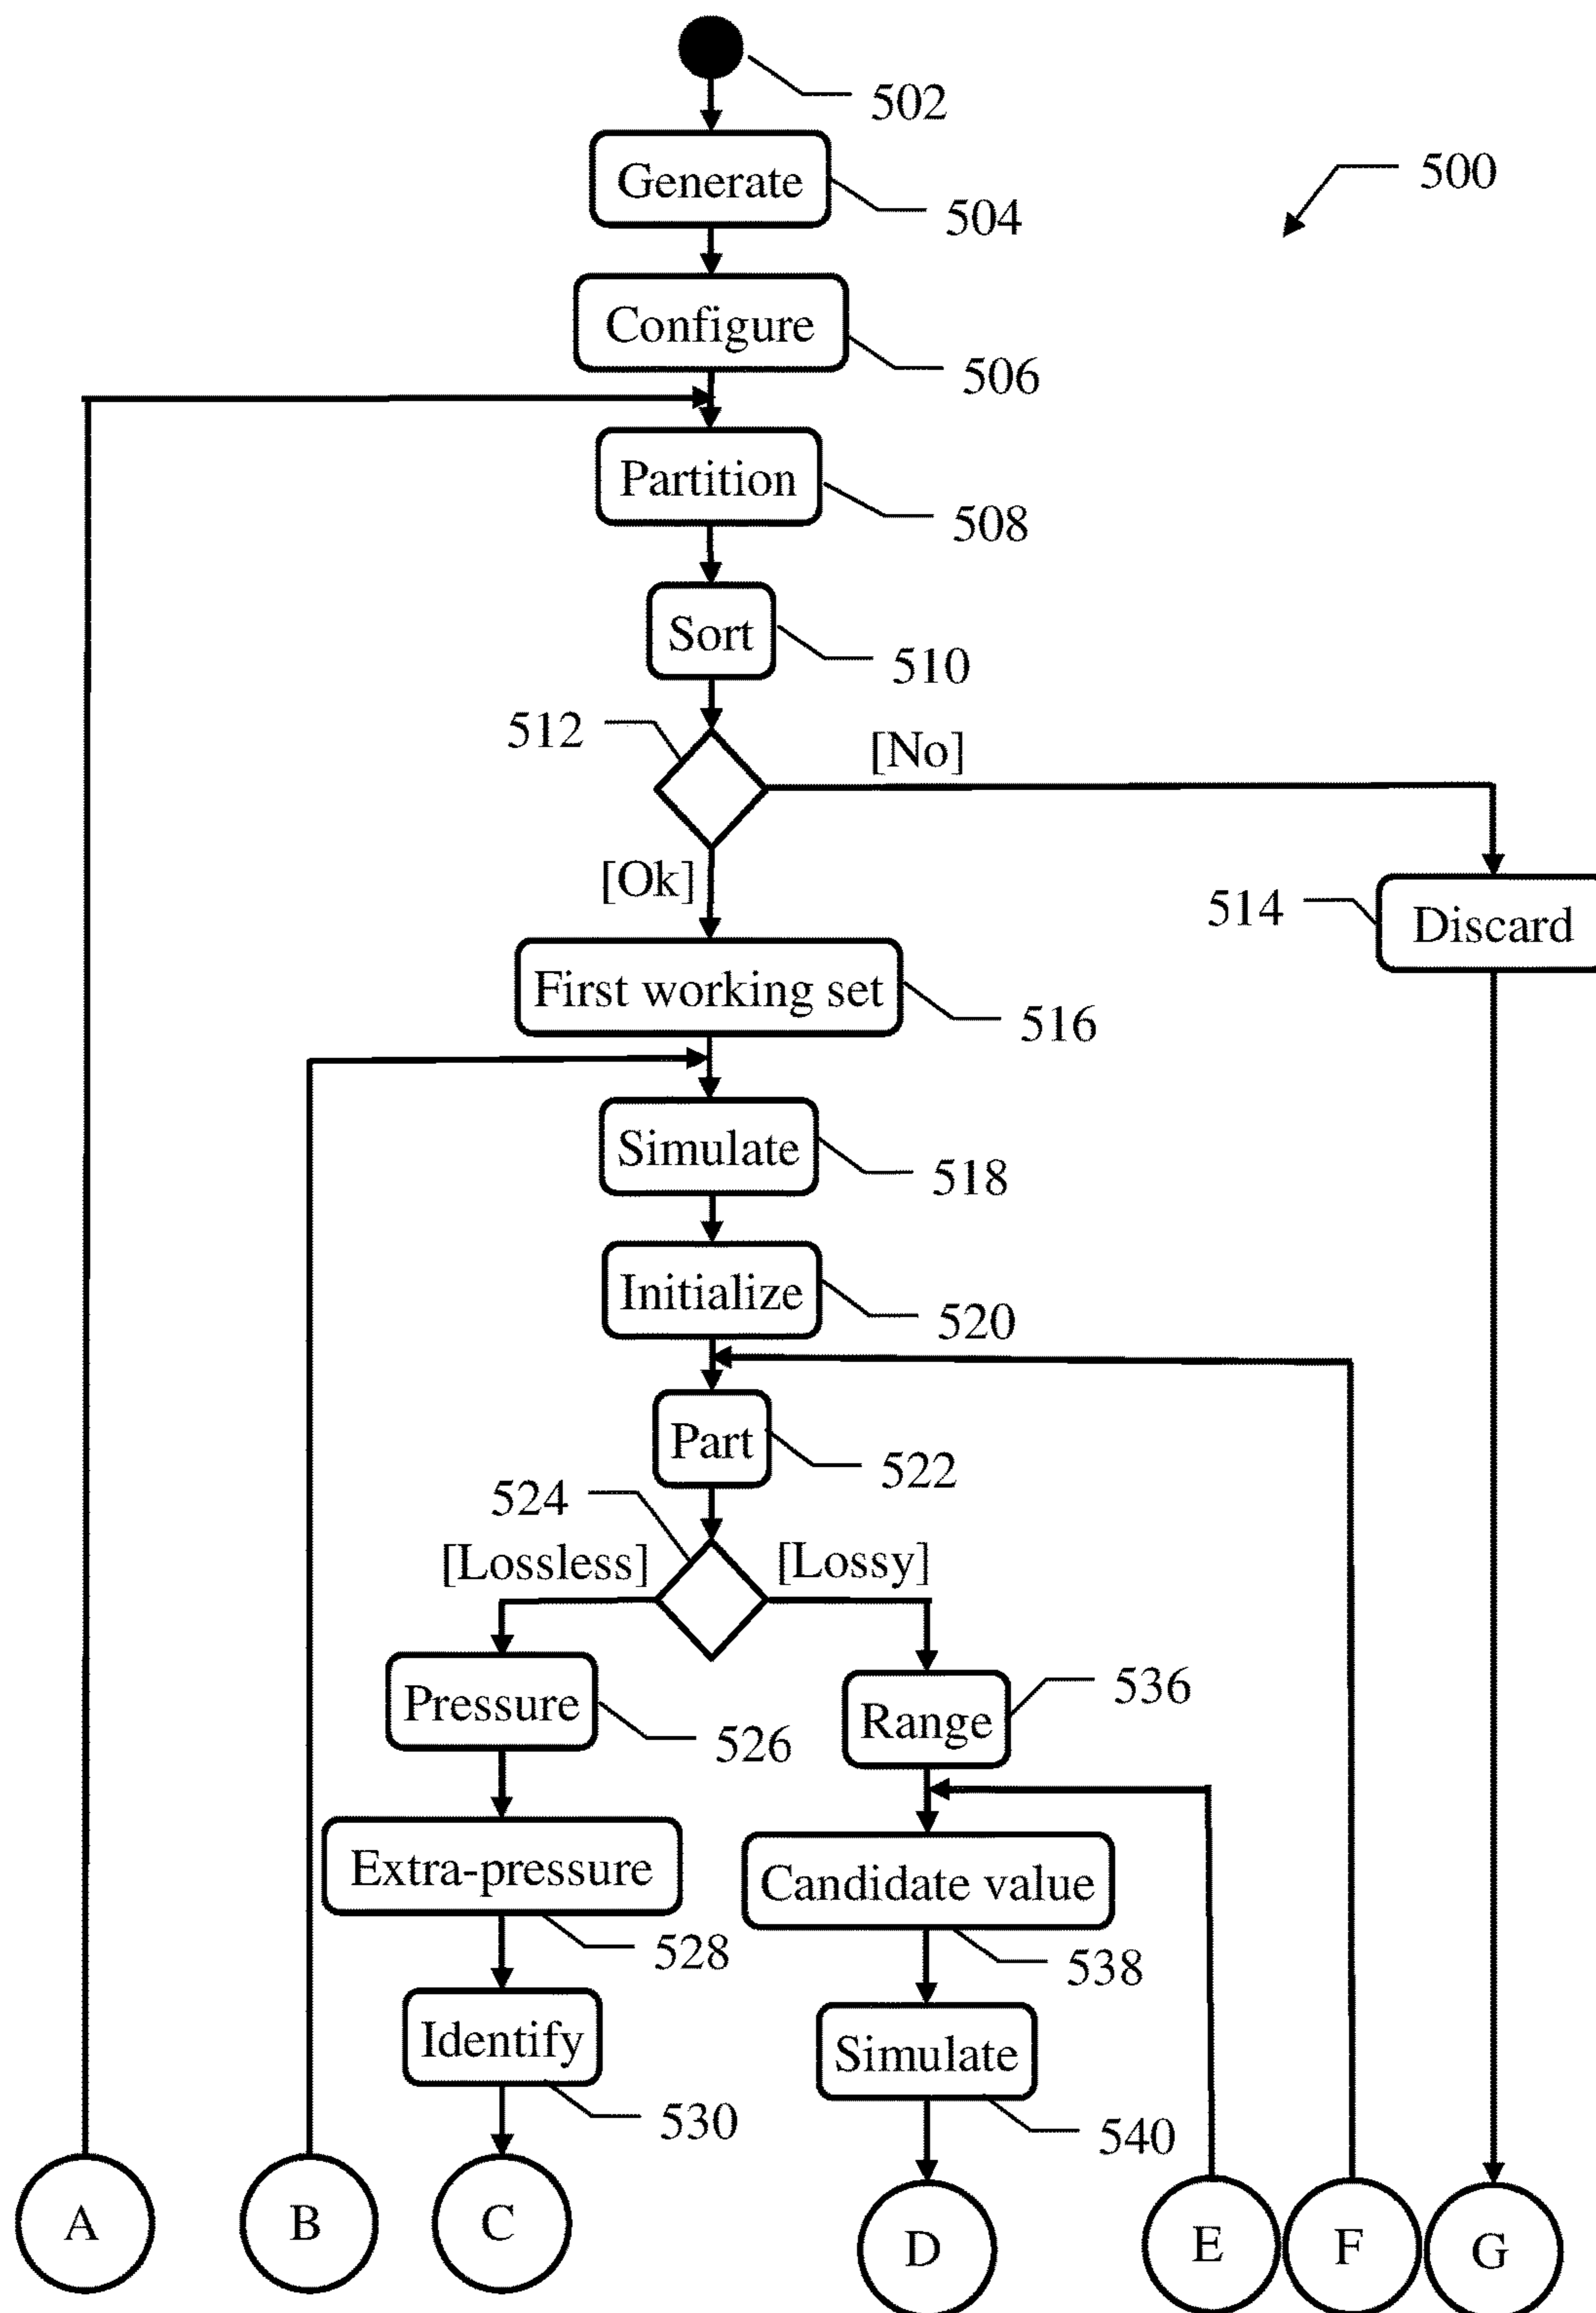 502
Generate
500
504
Configure
506
Partition
508
Sort
510
512
[No]
[Ok]
514
Discard
First working set
516
Simulate
518
Initialize
520
Part
522
524
[Lossless]
[Lossy]
Pressure
526
Range
536
Extra-pressure
528
Candidate value
538
Identify
530
Simulate
540
A
B
C
D
E
F
G